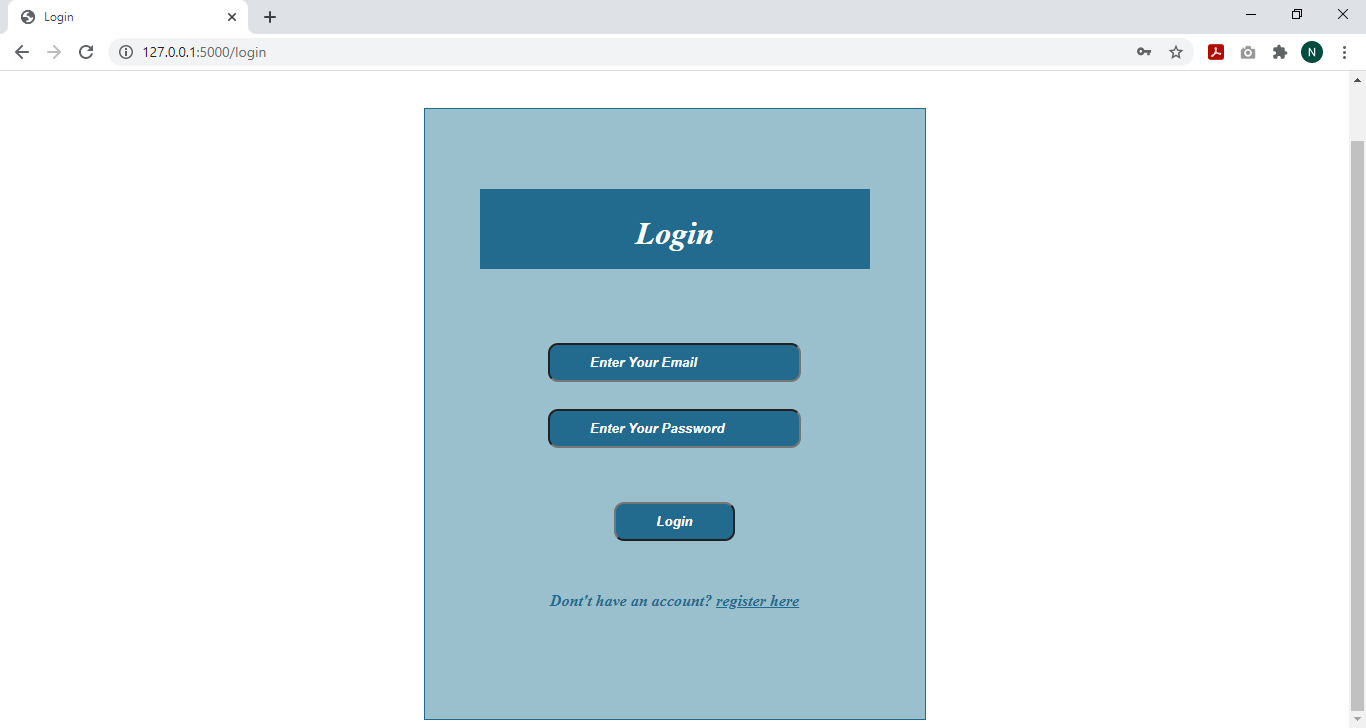 Login
127.0.0.1:5000/login
N
Login
Enter Your Email
Enter Your Password
Login
Dont't have an account? register here